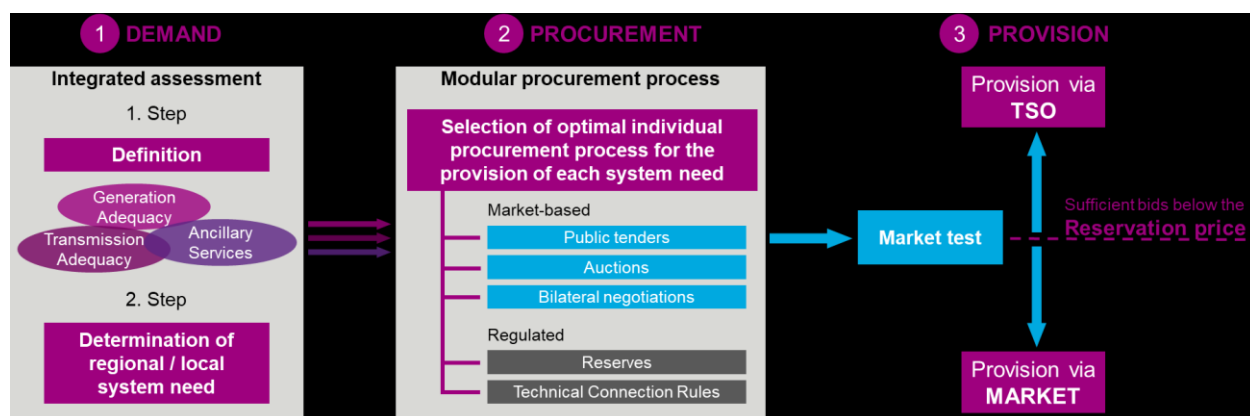 1 DEMAND
Integrated assessment
1. Step
Definition
Generation
Adequacy
Transmission
Adequacy
Ancillary
Services
2. Step
Determination of
regional / local
system need
2 PROCUREMENT
Modular procurement process
Selection of optimal individual
procurement process for the
provision of each system need
Market-based
Public tenders
Auctions
Bilateral negotiations
Regulated
Reserves
Technical Connection Rules
3 PROVISION
Provision via
TSO
Market test
Sufficient bids below the
Reservation price
Provision via
MARKET